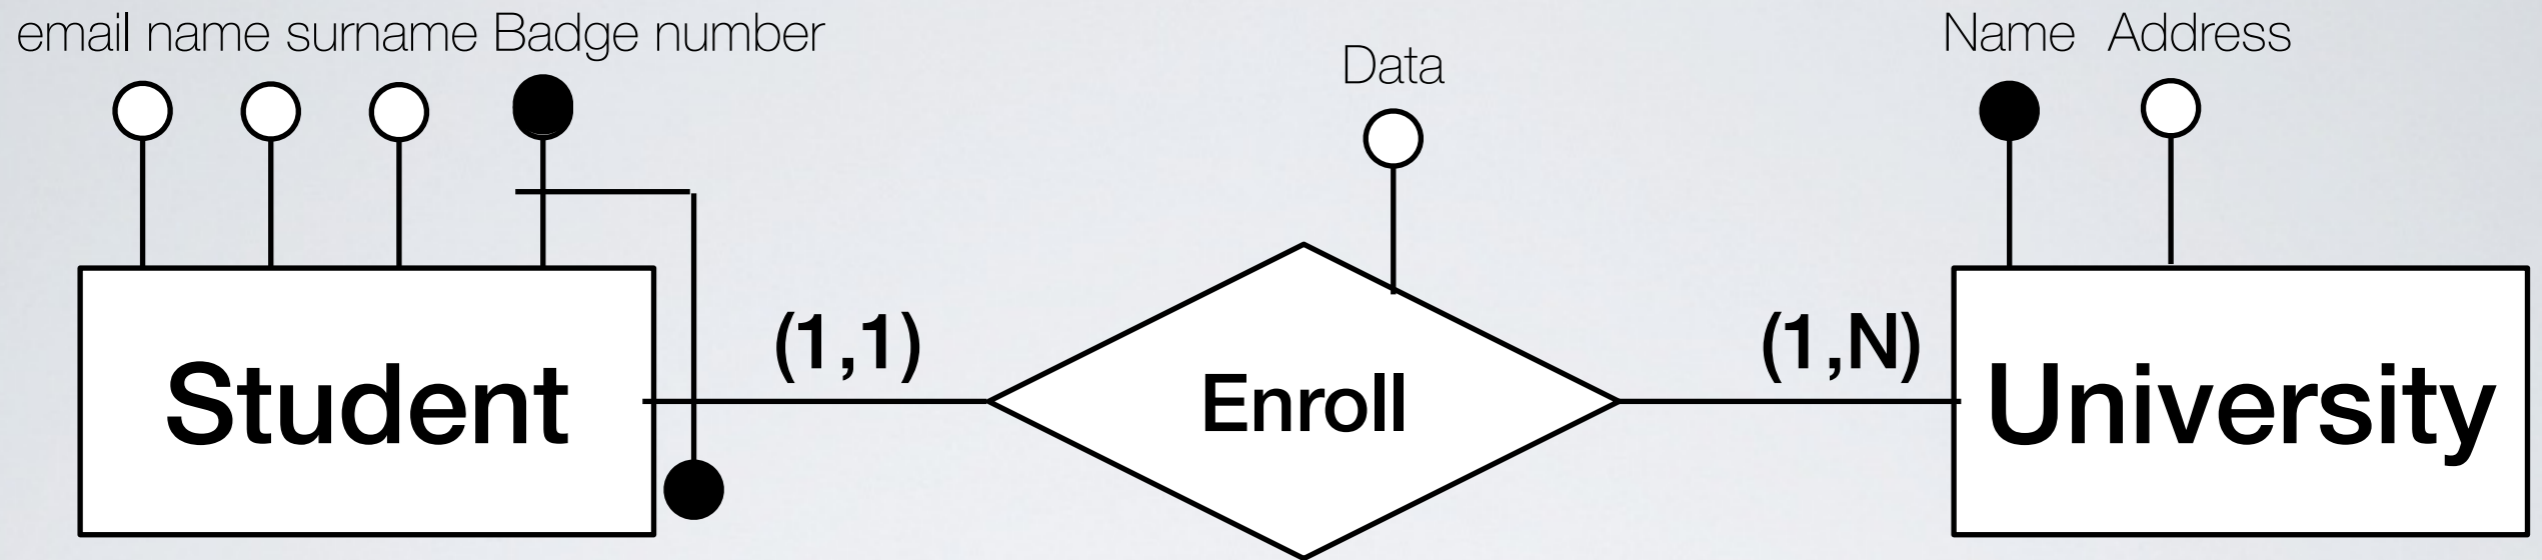 email name surname Badge number
Data
Name Address
(1,1)
(1,N)
Student
Enroll
University